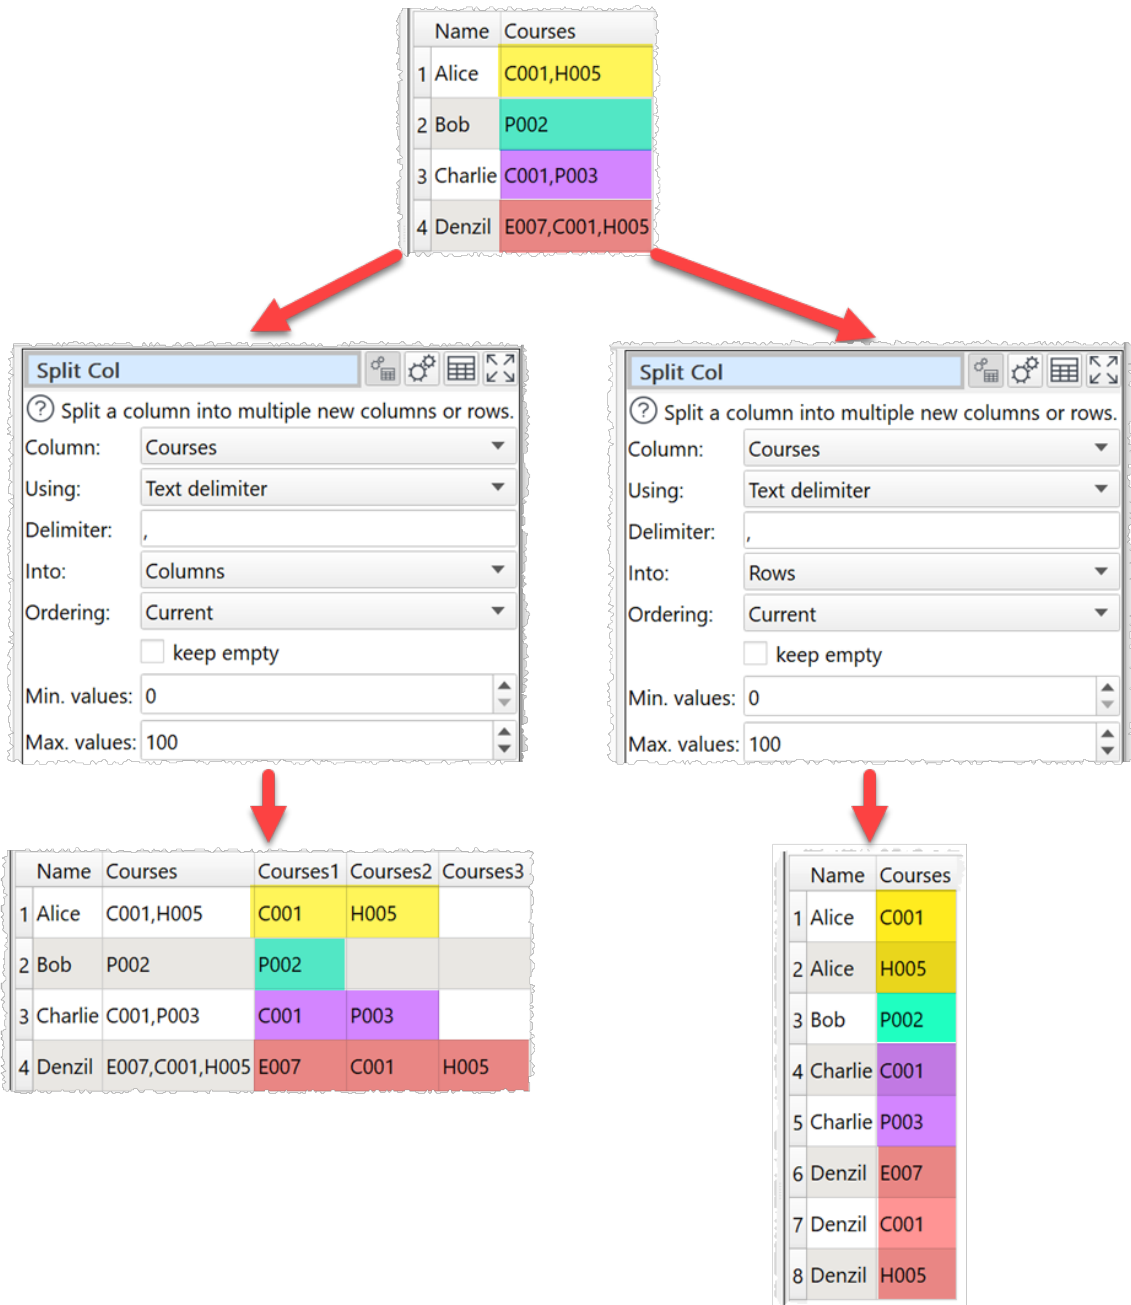 Name Courses
1 Alice C001,H005
2 Bob P002
3 Charlie C001,P003
4 Denzil E007,C001,H005
Split Col
? Split a column into multiple new columns or rows.
Column: Courses
Using: Text delimiter
Delimiter: ,
Into: Columns
Ordering: Current
keep empty
Min. values: 0
Max. values: 100
Split Col
? Split a column into multiple new columns or rows.
Column: Courses
Using: Text delimiter
Delimiter: ,
Into: Rows
Ordering: Current
keep empty
Min. values: 0
Max. values: 100
Name Courses Courses1 Courses2 Courses3
1 Alice C001,H005 C001 H005
2 Bob P002 P002
3 Charlie C001,P003 C001 P003
4 Denzil E007,C001,H005 E007 C001 H005
Name Courses
1 Alice C001
2 Alice H005
3 Bob P002
4 Charlie C001
5 Charlie P003
6 Denzil E007
7 Denzil C001
8 Denzil H005